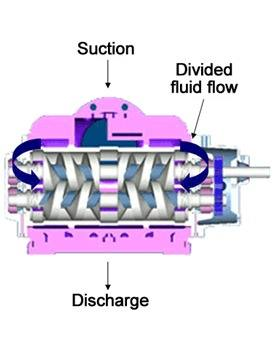 Suction
Divided
fluid flow
Discharge